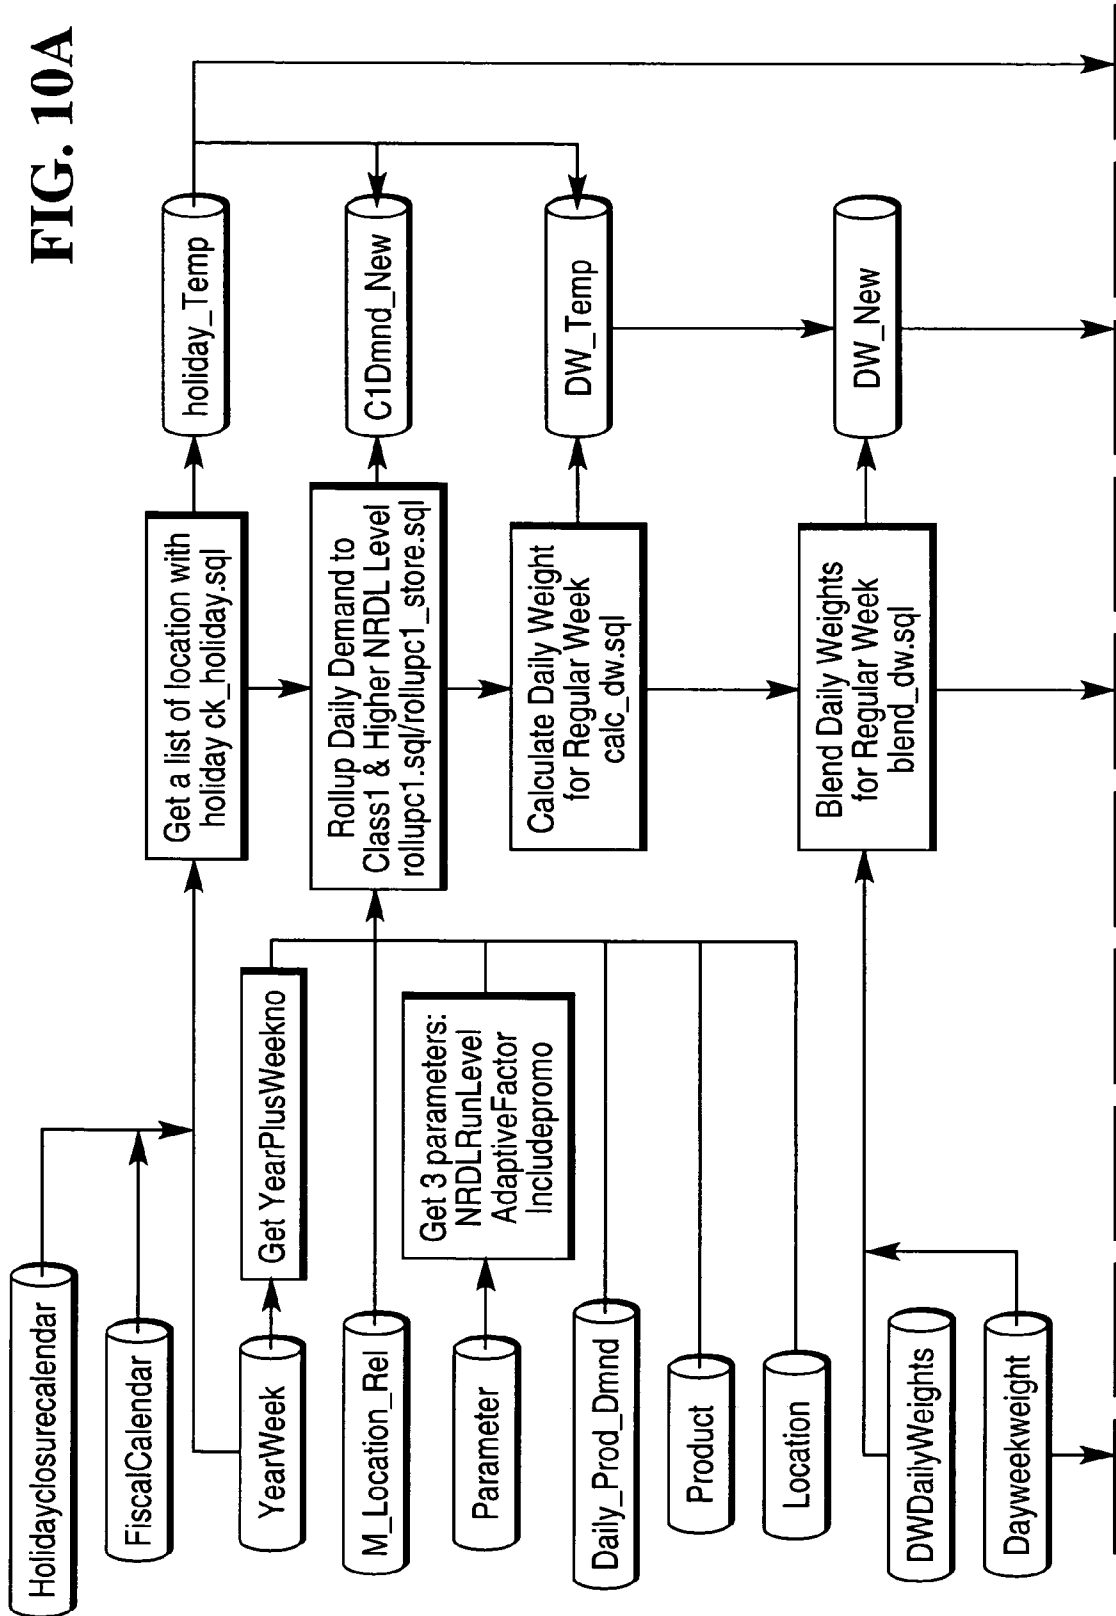 FIG. 10A
Holidayclosurecalendar
FiscalCalendar
YearWeek
Get YearPlusWeekno
M_Location_Rel
Parameter
Get 3 parameters:
NRDLRunLevel
AdaptiveFactor
Includepromo
Daily_Prod_Dmnd
Product
Location
DWDailyWeights
Dayweekweight
Get a list of location with
holiday ck_holiday.sql
holiday_Temp
Rollup Daily Demand to
Class1 & Higher NRDL Level
rollupc1.sql/rollupc1_store.sql
C1Dmnd_New
Calculate Daily Weight
for Regular Week
calc_dw.sql
DW_Temp
Blend Daily Weights
for Regular Week
blend_dw.sql
DW_New